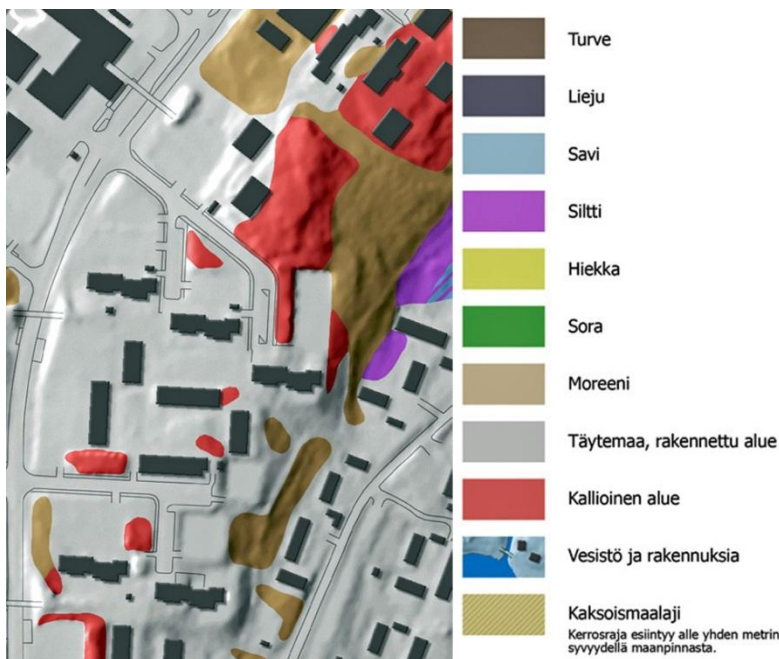 Turve
Lieju
Savi
Siltti
Hiekka
Sora
Moreeni
Täytemaa, rakennettu alue
Kallioinen alue
Vesistö ja rakennuksia
Kaksoismaalaji
Kerrosraja esiintyy alle yhden metrin
syvyydellä maanpinnasta.